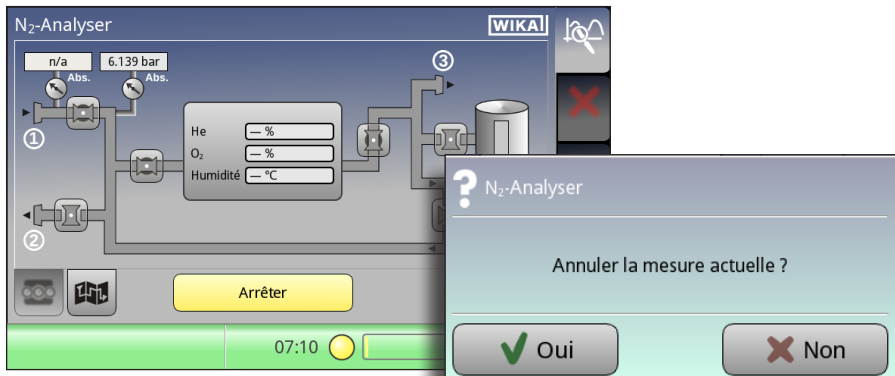 N₂-Analyser
WIKAI
n/a
6.139 bar
Abs.
Abs.
③
①
He
— %
O₂
— %
Humidité
— °C
②
Arrêter
07:10
N₂-Analyser
Annuler la mesure actuelle ?
Oui
Non